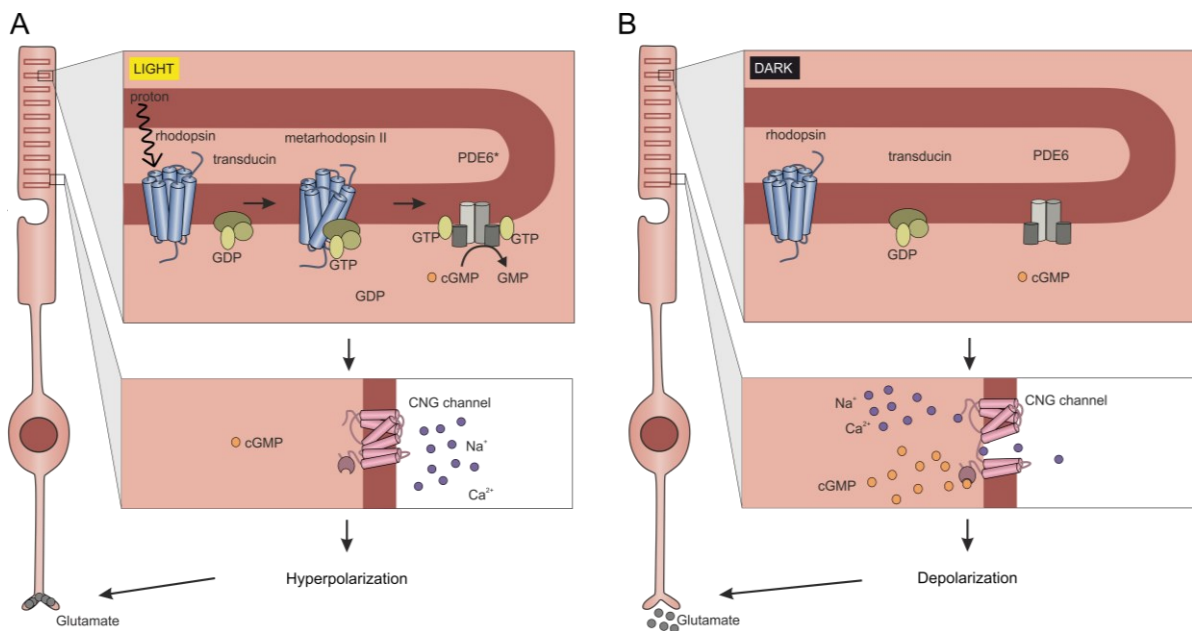 A
LIGHT
proton
rhodopsin
transducin
metarhodopsin II
PDE6*
GDP
GTP
GTP
GTP
cGMP
GMP
GDP
CNG channel
cGMP
Na⁺
Ca²⁺
Hyperpolarization
Glutamate
B
DARK
rhodopsin
transducin
PDE6
GDP
cGMP
CNG channel
Na⁺
Ca²⁺
cGMP
Depolarization
Glutamate